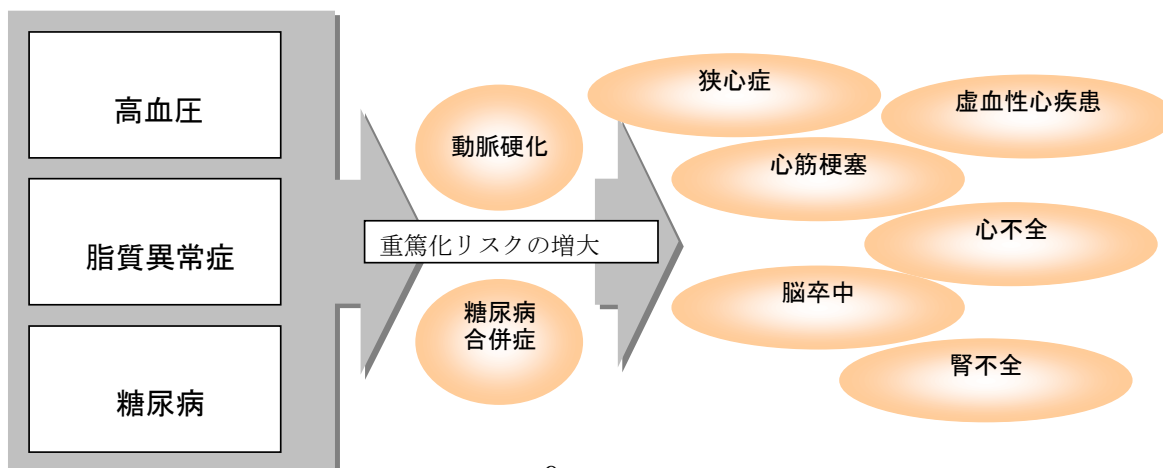 高血圧
脂質異常症
糖尿病
動脈硬化
重篤化リスクの増大
糖尿病
合併症
狭心症
虚血性心疾患
心筋梗塞
心不全
脳卒中
腎不全